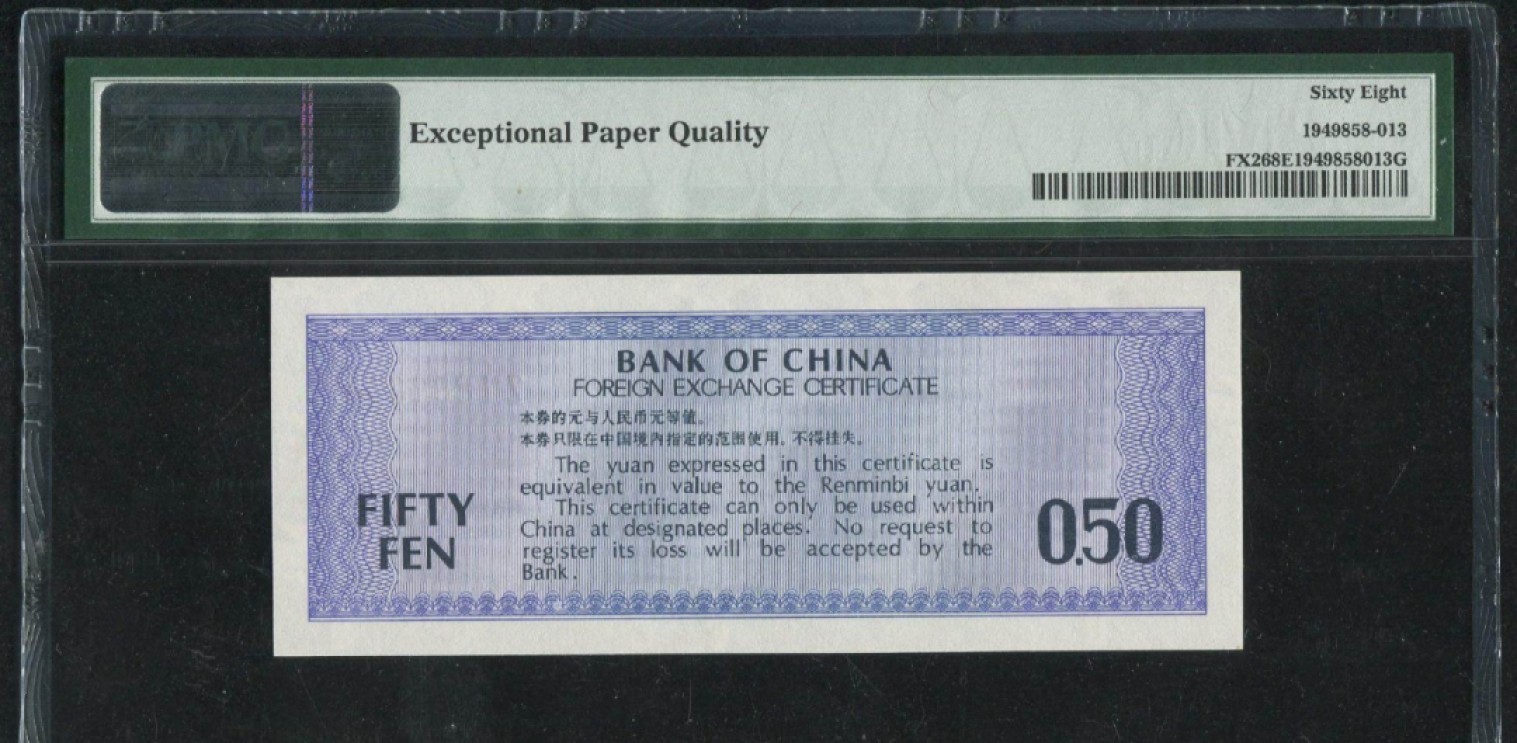 PMG
Exceptional Paper Quality
Sixty Eight
1949858-013
FX268E1949858013G
BANK OF CHINA
FOREIGN EXCHANGE CERTIFICATE
本券的元与人民币元等值。
本券只限在中国境内指定的范围使用，不得挂失。
The yuan expressed in this certificate is
equivalent in value to the Renminbi yuan.
This certificate can only be used within
China at designated places. No request to
register its loss will be accepted by the
Bank.
FIFTY
FEN
0.50